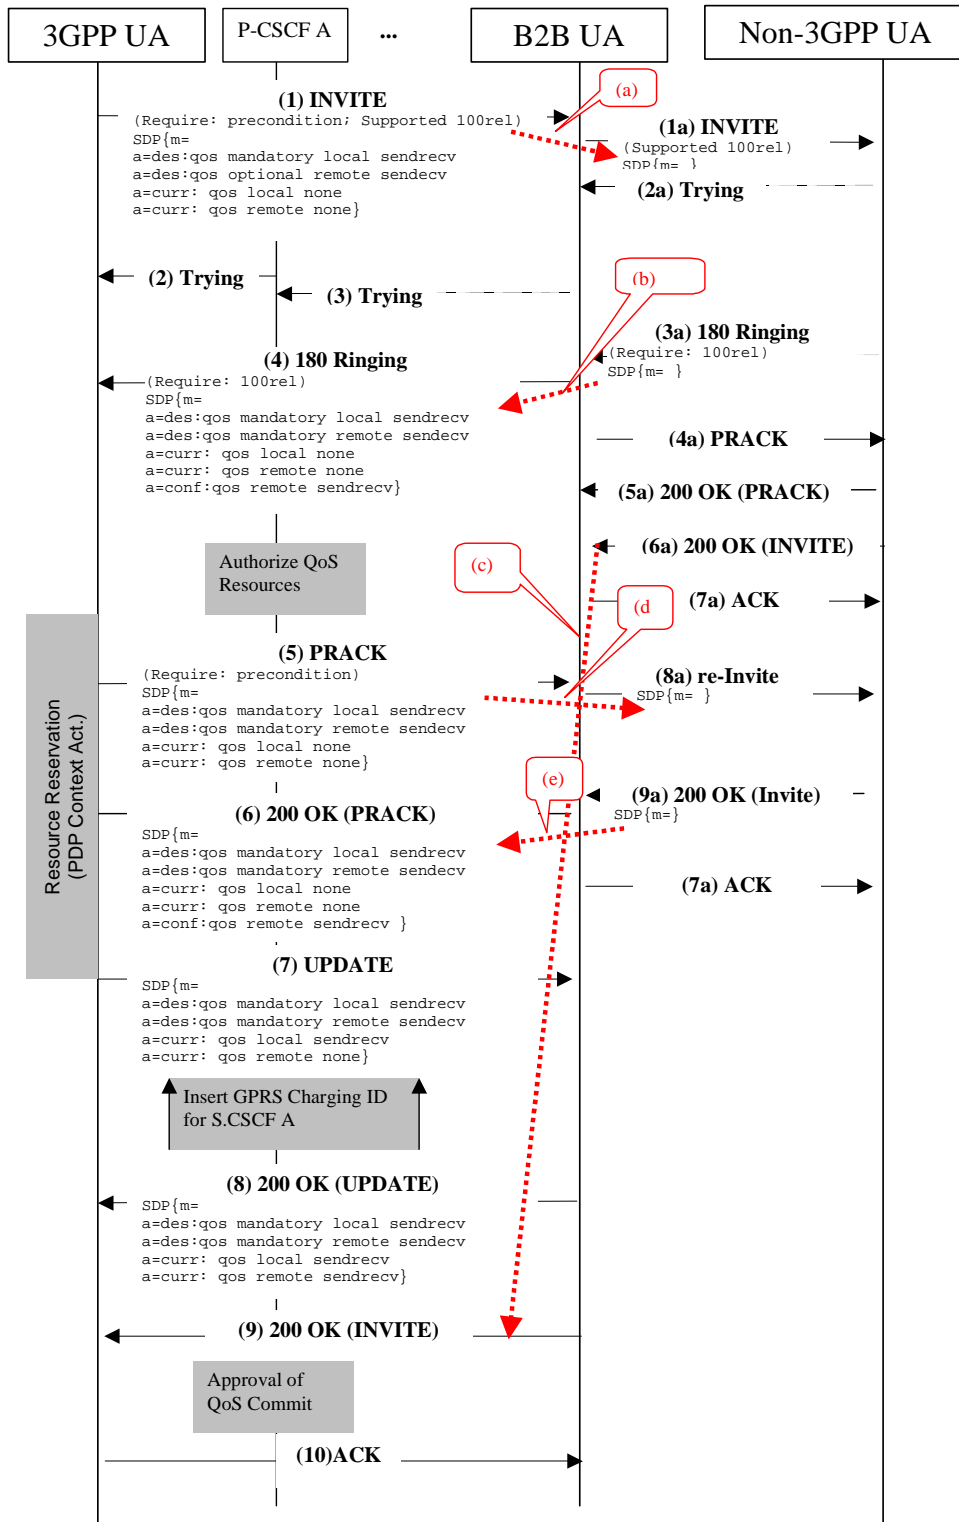 3GPP UA
P-CSCF A
...
B2B UA
Non-3GPP UA
(1) INVITE
(Require: precondition; Supported 100rel)
SDP{m=
a=des:qos mandatory local sendrecv
a=des:qos optional remote sendecv
a=curr: qos local none
a=curr: qos remote none}
(a)
(1a) INVITE
(Supported 100rel)
SDP{m= }
(2a) Trying
(2) Trying
(3) Trying
(b)
(3a) 180 Ringing
(Require: 100rel)
SDP{m= }
(4) 180 Ringing
(Require: 100rel)
SDP{m=
a=des:qos mandatory local sendrecv
a=des:qos mandatory remote sendecv
a=curr: qos local none
a=curr: qos remote none
a=conf:qos remote sendrecv}
(4a) PRACK
(5a) 200 OK (PRACK)
Authorize QoS
Resources
(c)
(6a) 200 OK (INVITE)
(d
(7a) ACK
Resource Reservation
(PDP Context Act.)
(5) PRACK
(Require: precondition)
SDP{m=
a=des:qos mandatory local sendrecv
a=des:qos mandatory remote sendecv
a=curr: qos local none
a=curr: qos remote none}
(8a) re-Invite
SDP{m= }
(e)
(9a) 200 OK (Invite)
SDP{m=}
(6) 200 OK (PRACK)
SDP{m=
a=des:qos mandatory local sendrecv
a=des:qos mandatory remote sendecv
a=curr: qos local none
a=curr: qos remote none
a=conf:qos remote sendrecv }
(7a) ACK
(7) UPDATE
SDP{m=
a=des:qos mandatory local sendrecv
a=des:qos mandatory remote sendecv
a=curr: qos local sendrecv
a=curr: qos remote none}
Insert GPRS Charging ID
for S.CSCF A
(8) 200 OK (UPDATE)
SDP{m=
a=des:qos mandatory local sendrecv
a=des:qos mandatory remote sendecv
a=curr: qos local sendrecv
a=curr: qos remote sendrecv}
(9) 200 OK (INVITE)
Approval of
QoS Commit
(10)ACK